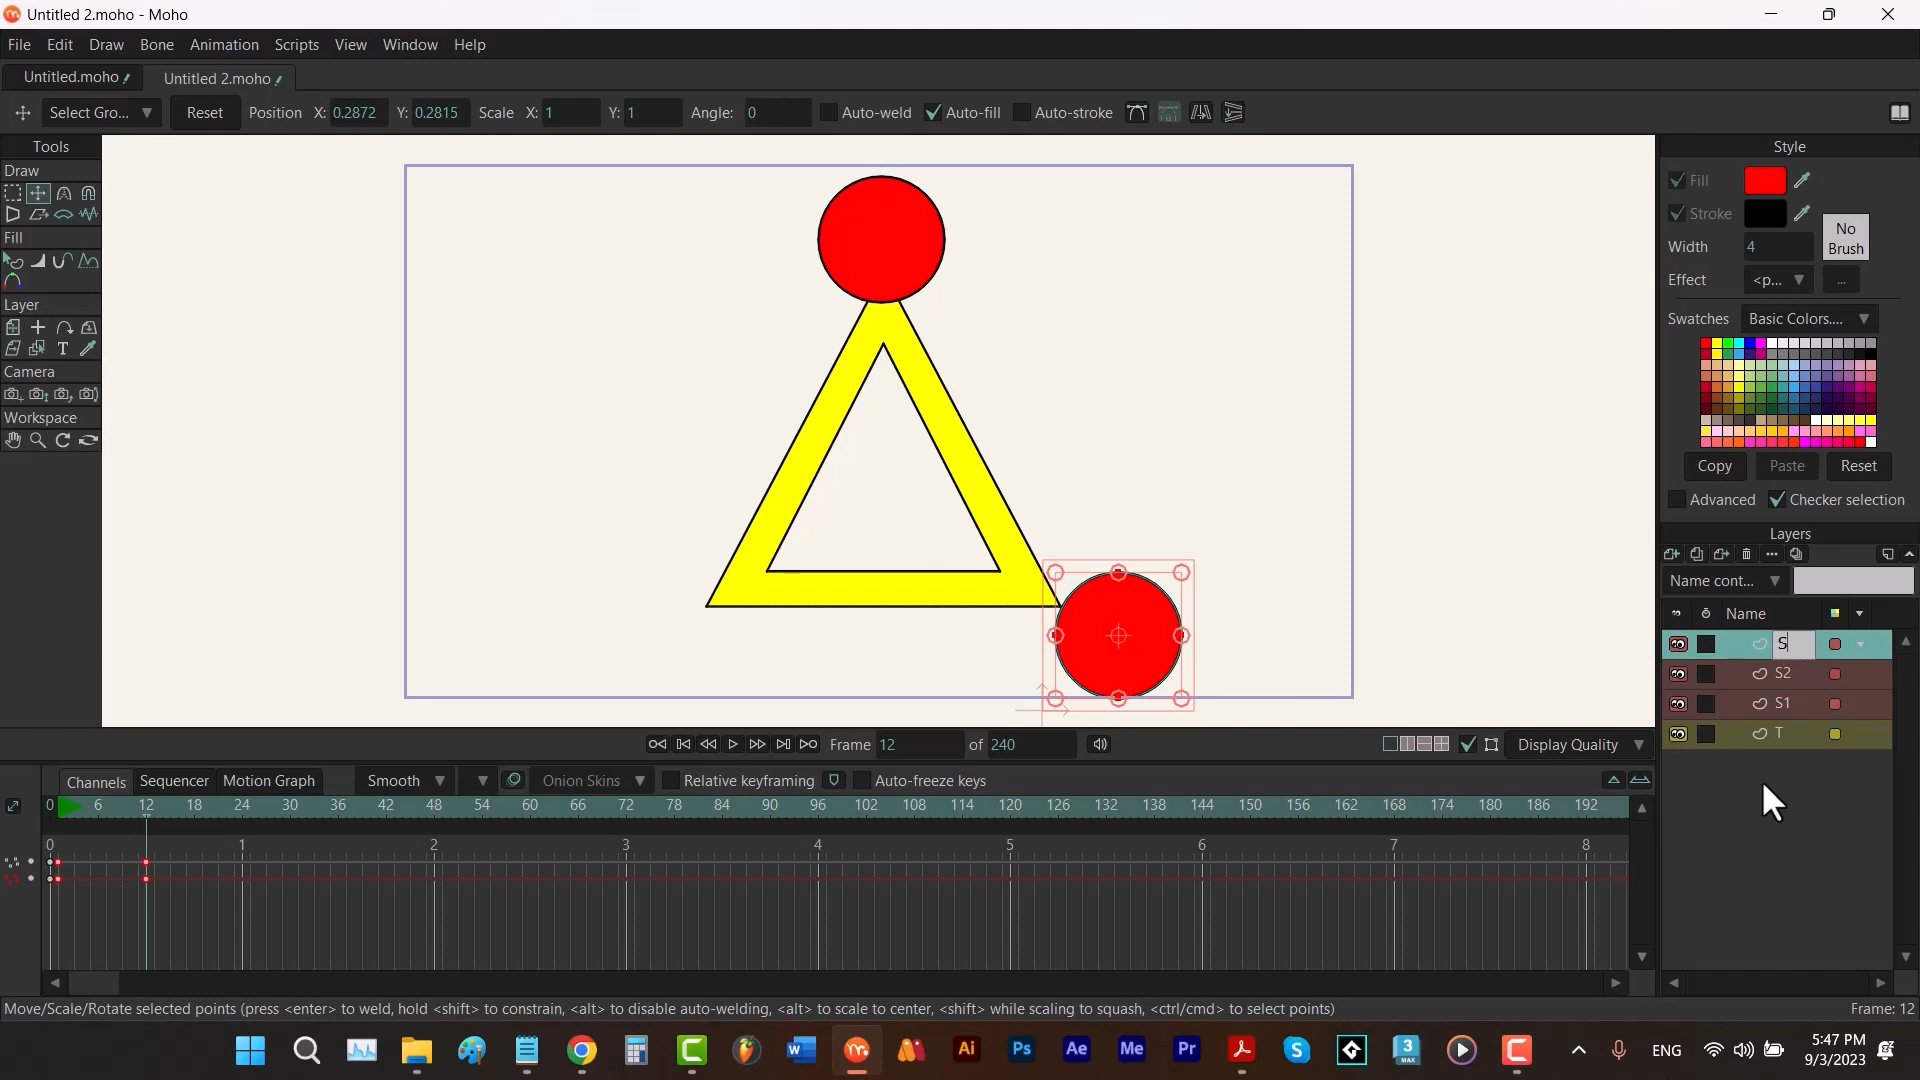 Untitled 2.moho - Moho
File Edit Draw Bone Animation Scripts View Window Help
Untitled.moho Untitled 2.moho
Select Gro... Reset Position X: 0.2872 Y: 0.2815 Scale X: 1 Y: 1 Angle: 0 Auto-weld Auto-fill Auto-stroke
Tools
Draw
Fill
Layer
Camera
Workspace
Style
Fill
Stroke
No Brush
Width 4
Effect <p... ...
Swatches Basic Colors....
Copy Paste Reset
Advanced Checker selection
Layers
Name cont...
Name
S
S2
S1
T
Frame 12 of 240 Display Quality
Channels Sequencer Motion Graph Smooth Onion Skins Relative keyframing Auto-freeze keys
0 6 12 18 24 30 36 42 48 54 60 66 72 78 84 90 96 102 108 114 120 126 132 138 144 150 156 162 168 174 180 186 192
0 1 2 3 4 5 6 7 8
Move/Scale/Rotate selected points (press <enter> to weld, hold <shift> to constrain, <alt> to disable auto-welding, <alt> to scale to center, <shift> while scaling to squash, <ctrl/cmd> to select points) Frame: 12
Ai Ps Ae Me Pr S 3 MAX ENG 5:47 PM
9/3/2023